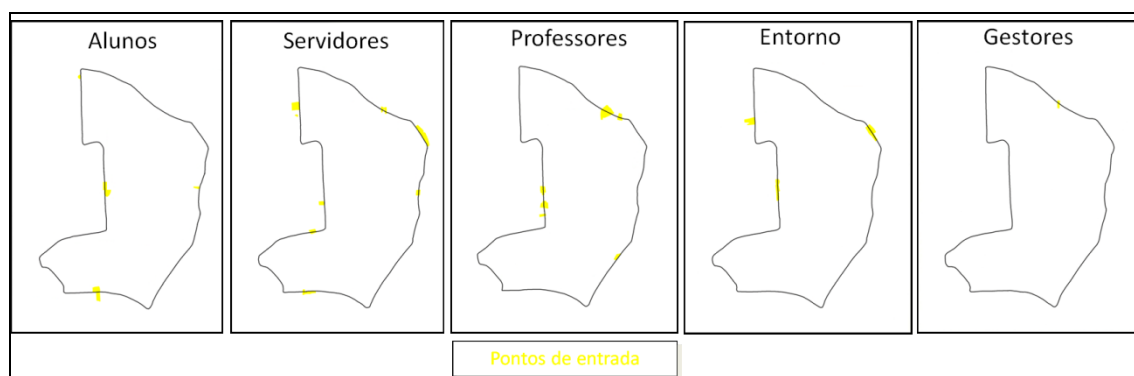 Alunos
Servidores
Professores
Entorno
Gestores
Pontos de entrada